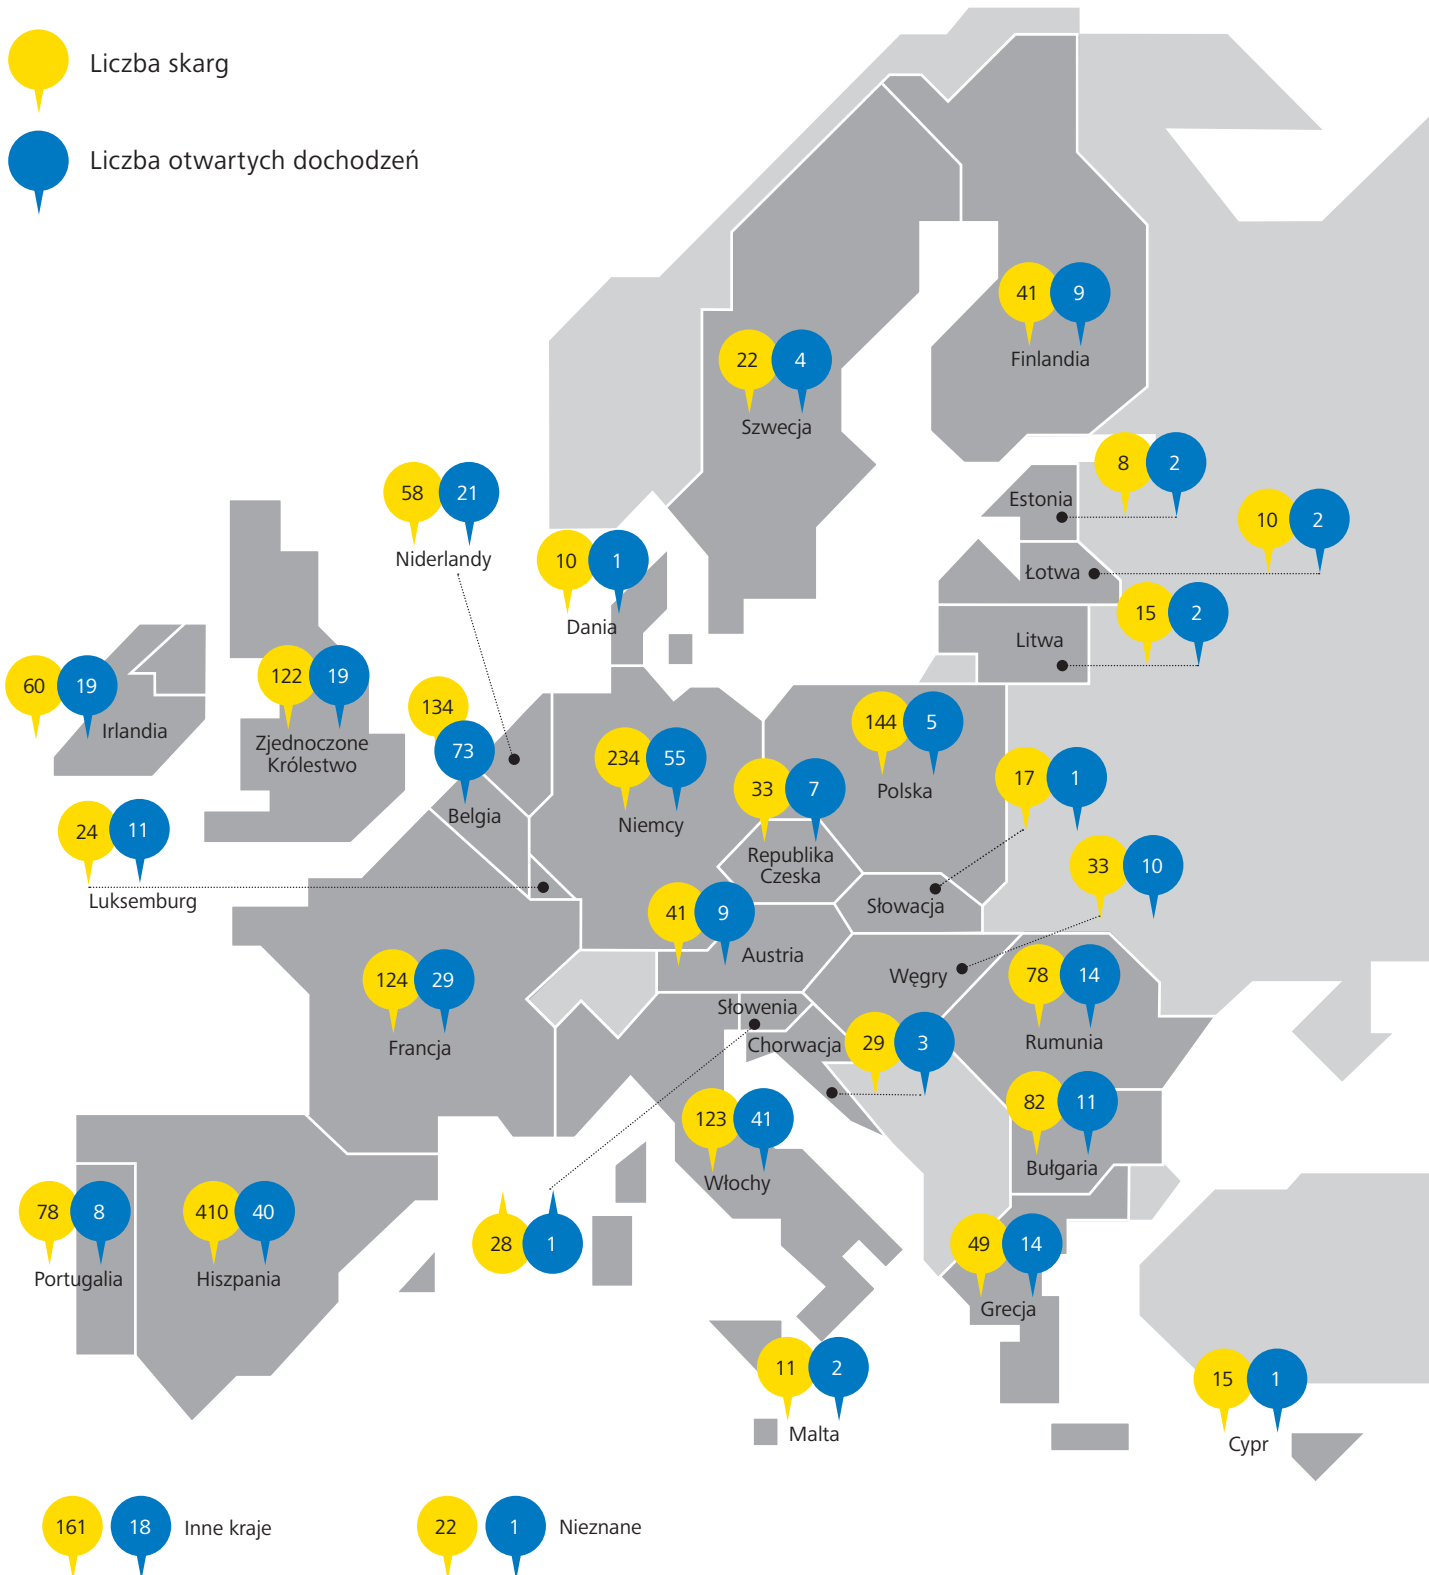 Liczba skarg
Liczba otwartych dochodzeń
41 9
Finlandia
22 4
Szwecja
8 2
Estonia
58 21
Niderlandy
10 2
Łotwa
10 1
Dania
15 2
Litwa
60 19
Irlandia
122 19
Zjednoczone
Królestwo
134
73
Belgia
234 55
Niemcy
144 5
Polska
33 7
Republika
Czeska
17 1
Słowacja
24 11
Luksemburg
33 10
Węgry
41 9
Austria
124 29
Francja
78 14
Rumunia
Słowenia
Chorwacja
29 3
82 11
Bułgaria
123 41
Włochy
78 8
Portugalia
410 40
Hiszpania
28 1
49 14
Grecja
11 2
Malta
15 1
Cypr
161 18 Inne kraje
22 1 Nieznane